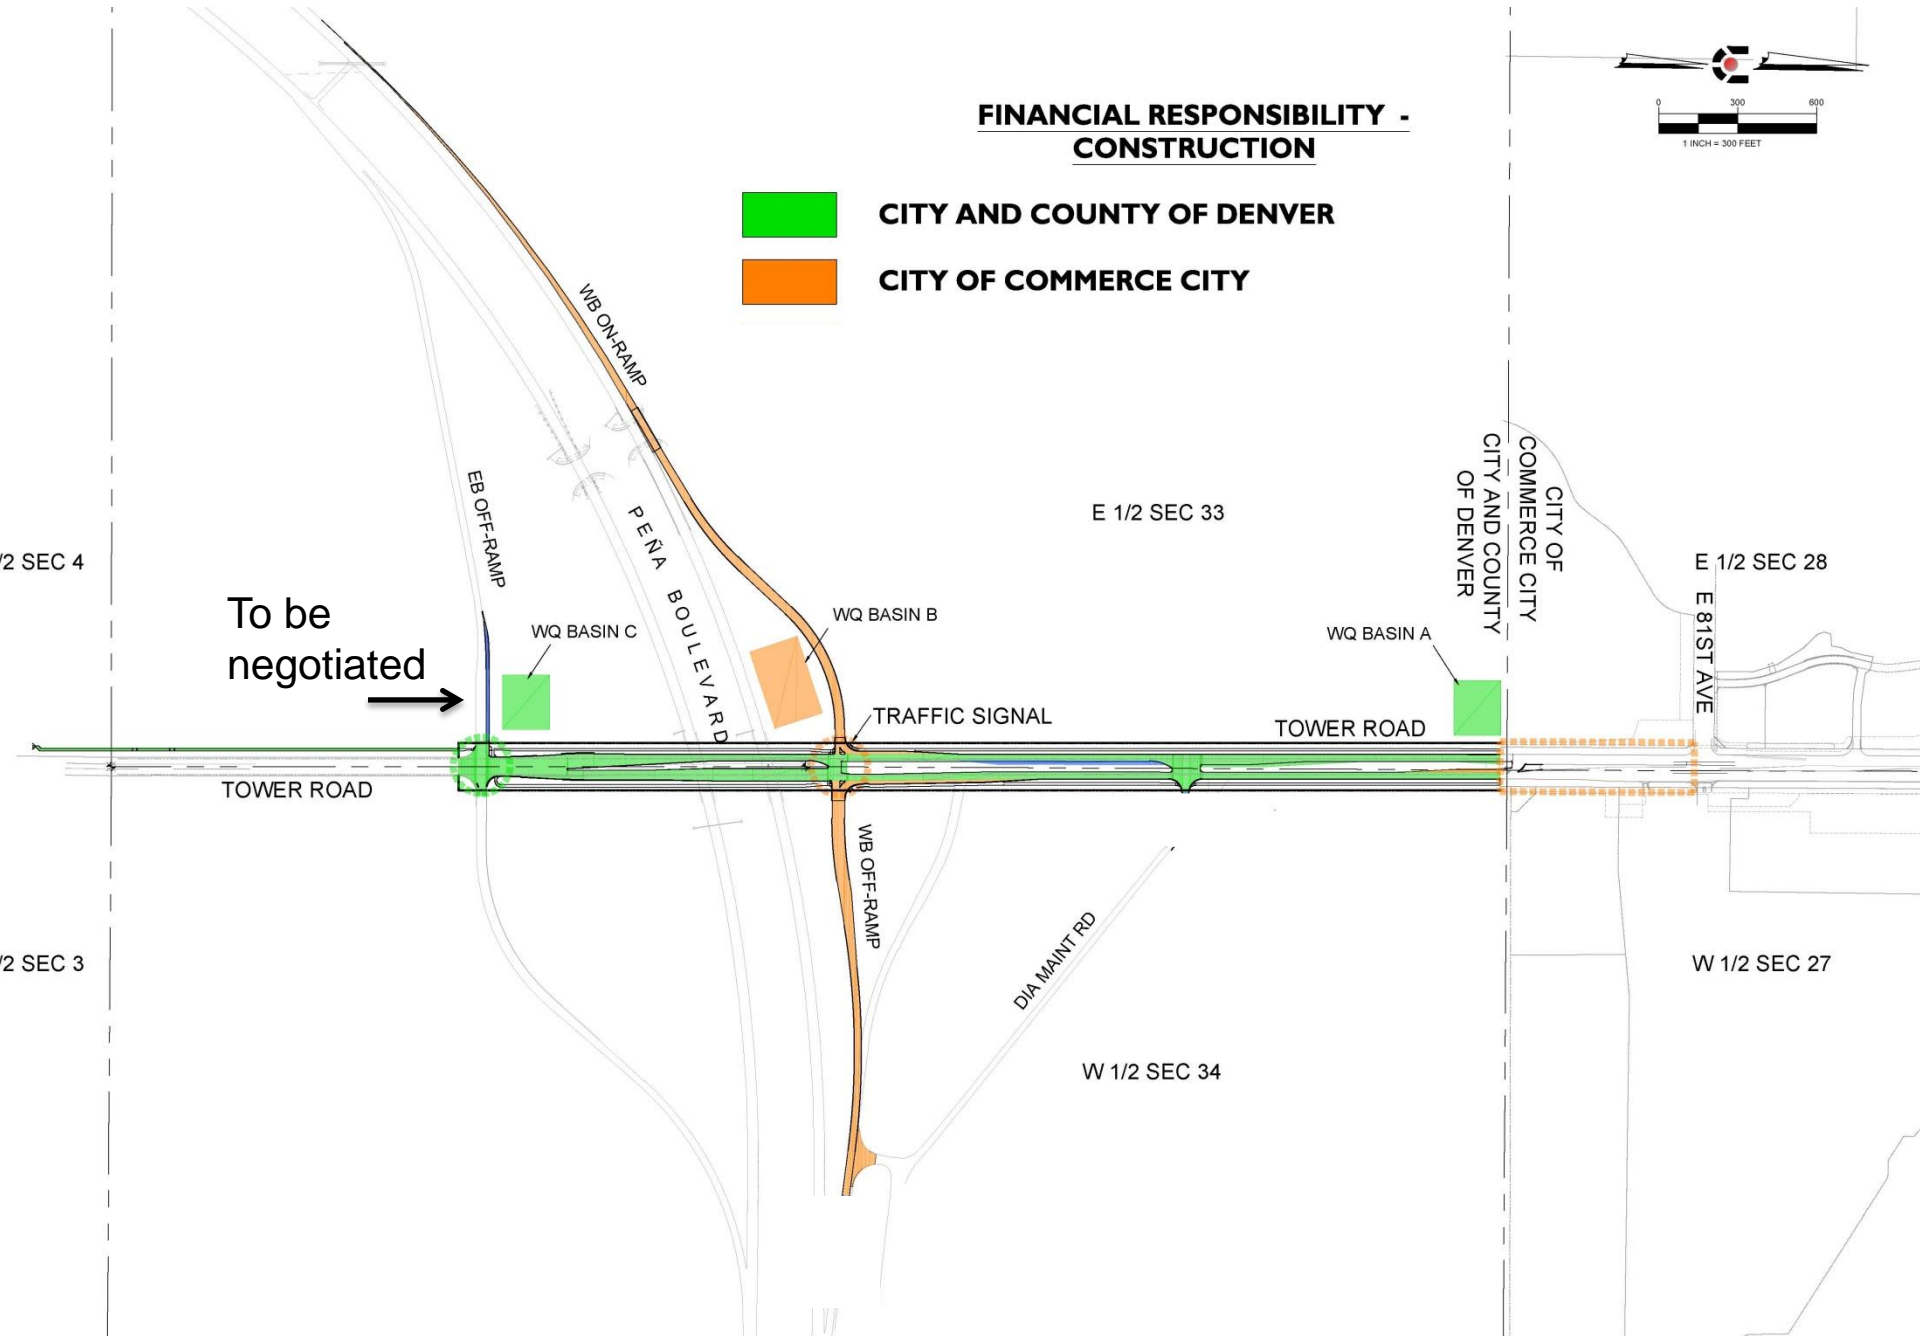 0 300 600
1 INCH = 300 FEET
FINANCIAL RESPONSIBILITY -
CONSTRUCTION
CITY AND COUNTY OF DENVER
CITY OF COMMERCE CITY
WB ON-RAMP
EB OFF-RAMP
PEÑA BOULEVARD
E 1/2 SEC 33
CITY AND COUNTY
OF DENVER
CITY OF
COMMERCE CITY
/2 SEC 4
E 1/2 SEC 28
E 81ST AVE
To be
negotiated
WQ BASIN C
WQ BASIN B
WQ BASIN A
TRAFFIC SIGNAL
TOWER ROAD
TOWER ROAD
WB OFF-RAMP
DIA MAINT RD
/2 SEC 3
W 1/2 SEC 27
W 1/2 SEC 34